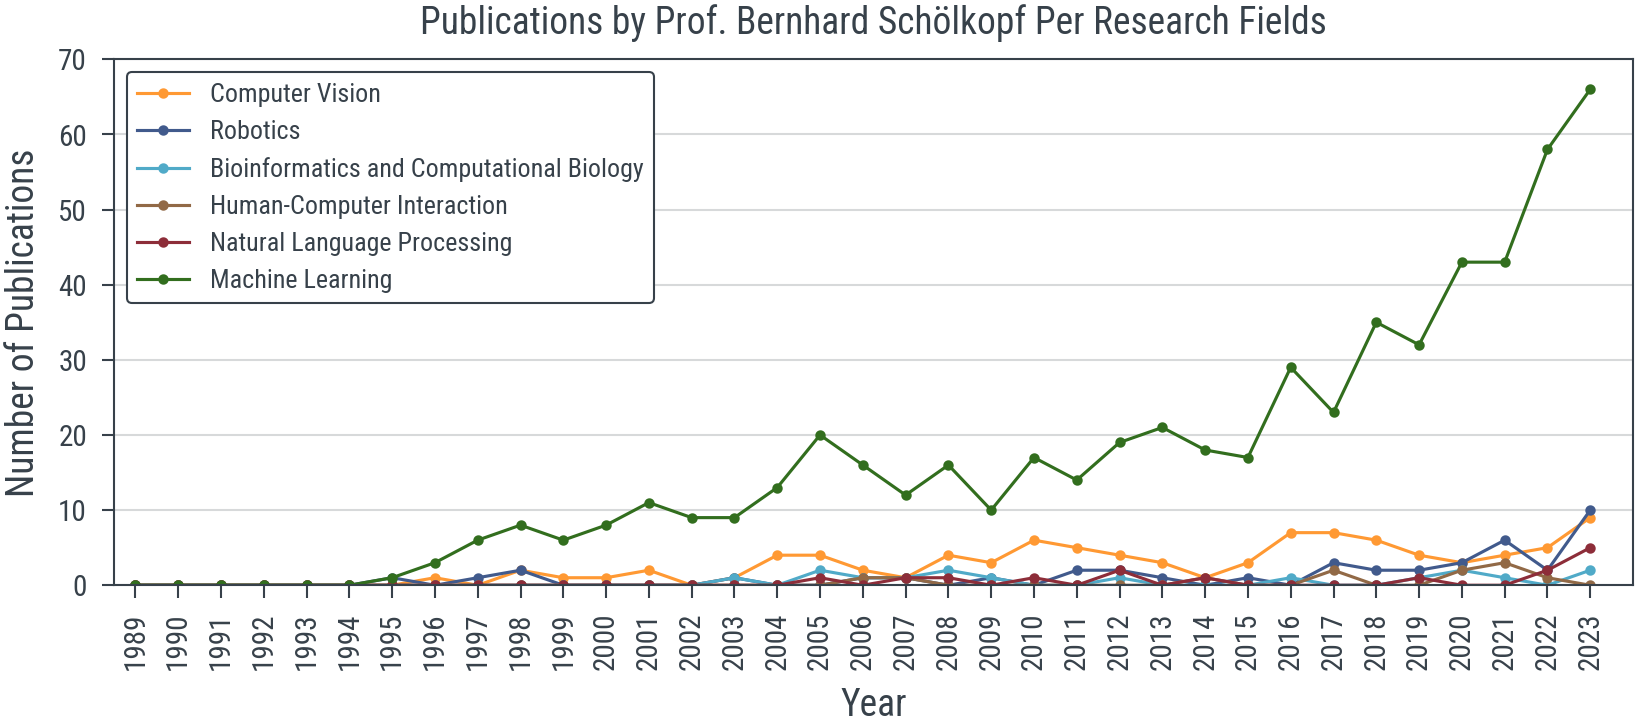 Publications by Prof. Bernhard Schölkopf Per Research Fields
Number of Publications
70
60
50
40
30
20
10
0
Computer Vision
Robotics
Bioinformatics and Computational Biology
Human-Computer Interaction
Natural Language Processing
Machine Learning
1989 1990 1991 1992 1993 1994 1995 1996 1997 1998 1999 2000 2001 2002 2003 2004 2005 2006 2007 2008 2009 2010 2011 2012 2013 2014 2015 2016 2017 2018 2019 2020 2021 2022 2023
Year